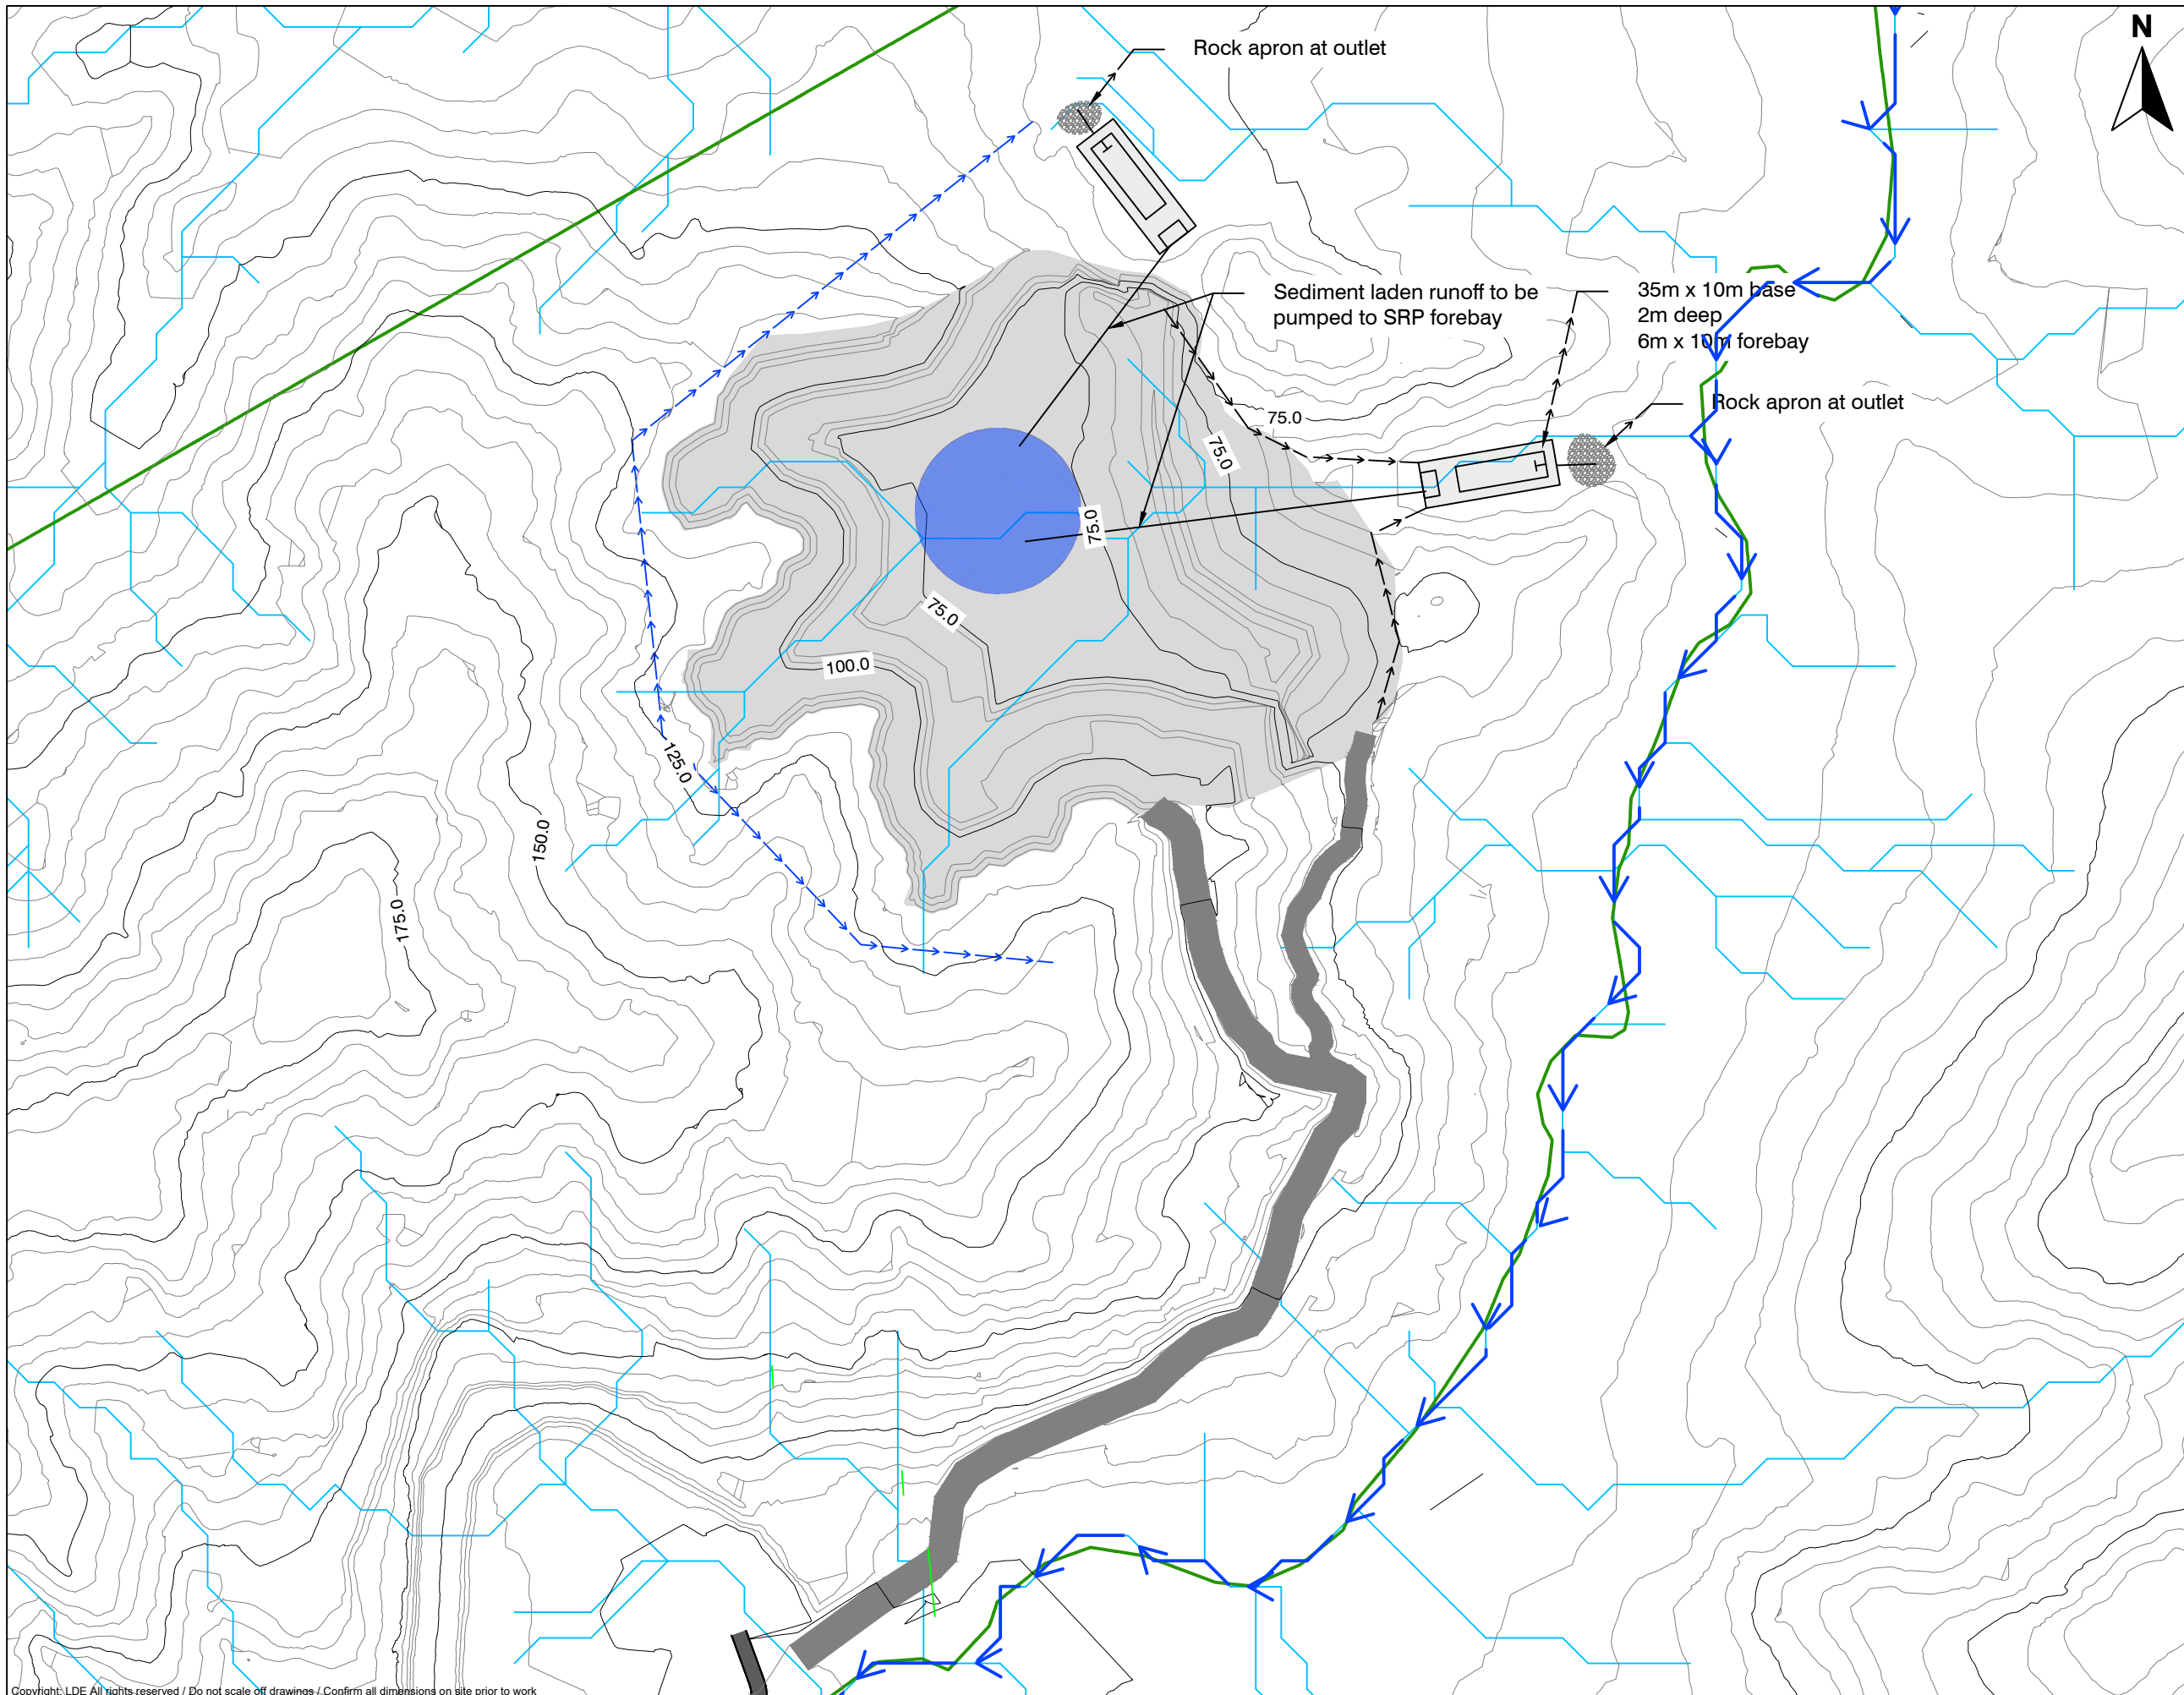 N
Rock apron at outlet
Sediment laden runoff to be
pumped to SRP forebay
35m x 10m base
2m deep
6m x 10m forebay
Rock apron at outlet
75.0
75.0
75.0
75.0
100.0
125.0
150.0
175.0
Copyright: LDE All rights reserved / Do not scale off drawings / Confirm all dimensions on site prior to work